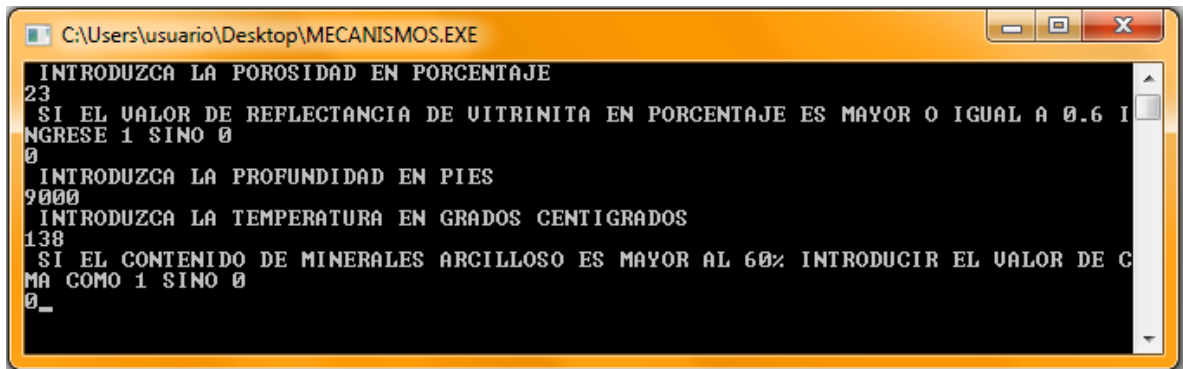 C:\Users\usuario\Desktop\MECANISMOS.EXE
INTRODUZCA LA POROSIDAD EN PORCENTAJE
23
SI EL VALOR DE REFLECTANCIA DE VITRINITA EN PORCENTAJE ES MAYOR O IGUAL A 0.6 I
NGRESE 1 SINO 0
0
INTRODUZCA LA PROFUNDIDAD EN PIES
9000
INTRODUZCA LA TEMPERATURA EN GRADOS CENTIGRADOS
138
SI EL CONTENIDO DE MINERALES ARCILLOSO ES MAYOR AL 60% INTRODUCIR EL VALOR DE C
MA COMO 1 SINO 0
0_